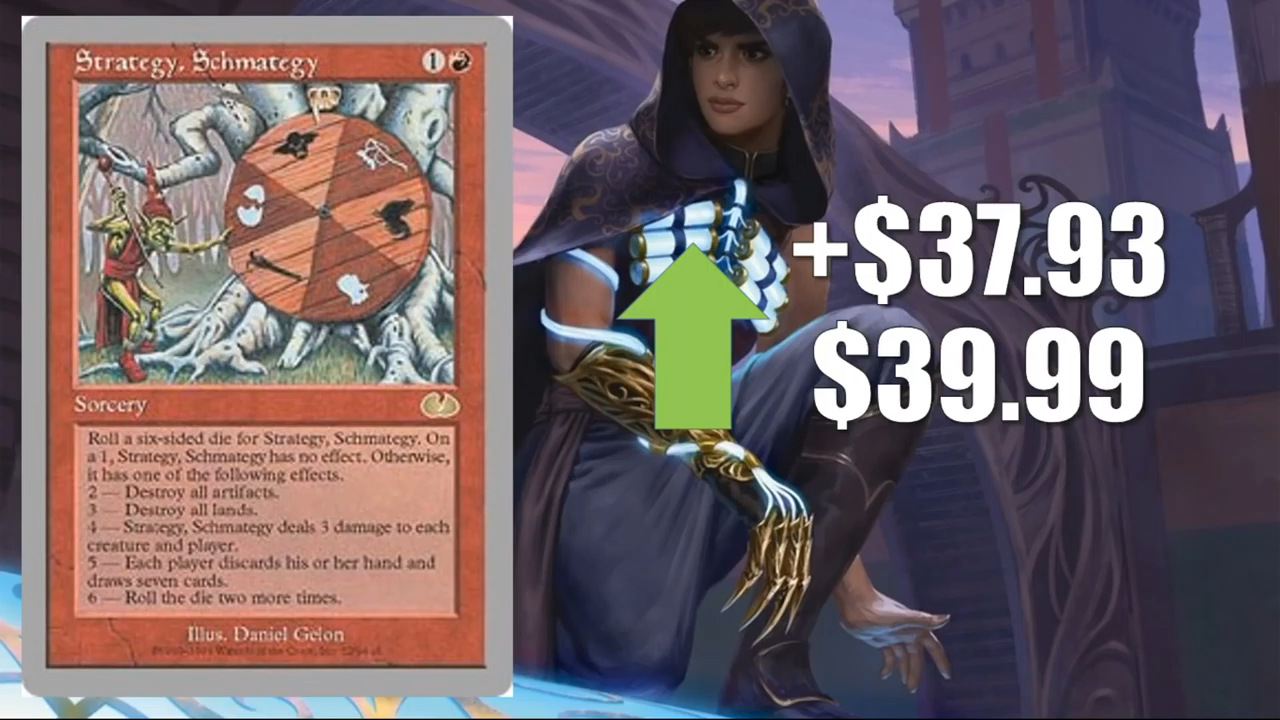 Strategy, Schmategy
1
Sorcery
Roll a six-sided die for Strategy, Schmategy. On
a 1, Strategy, Schmategy has no effect. Otherwise,
it has one of the following effects.
2 — Destroy all artifacts.
3 — Destroy all lands.
4 — Strategy, Schmategy deals 3 damage to each
creature and player.
5 — Each player discards his or her hand and
draws seven cards.
6 — Roll the die two more times.
Illus. Daniel Gelon
+$37.93
$39.99